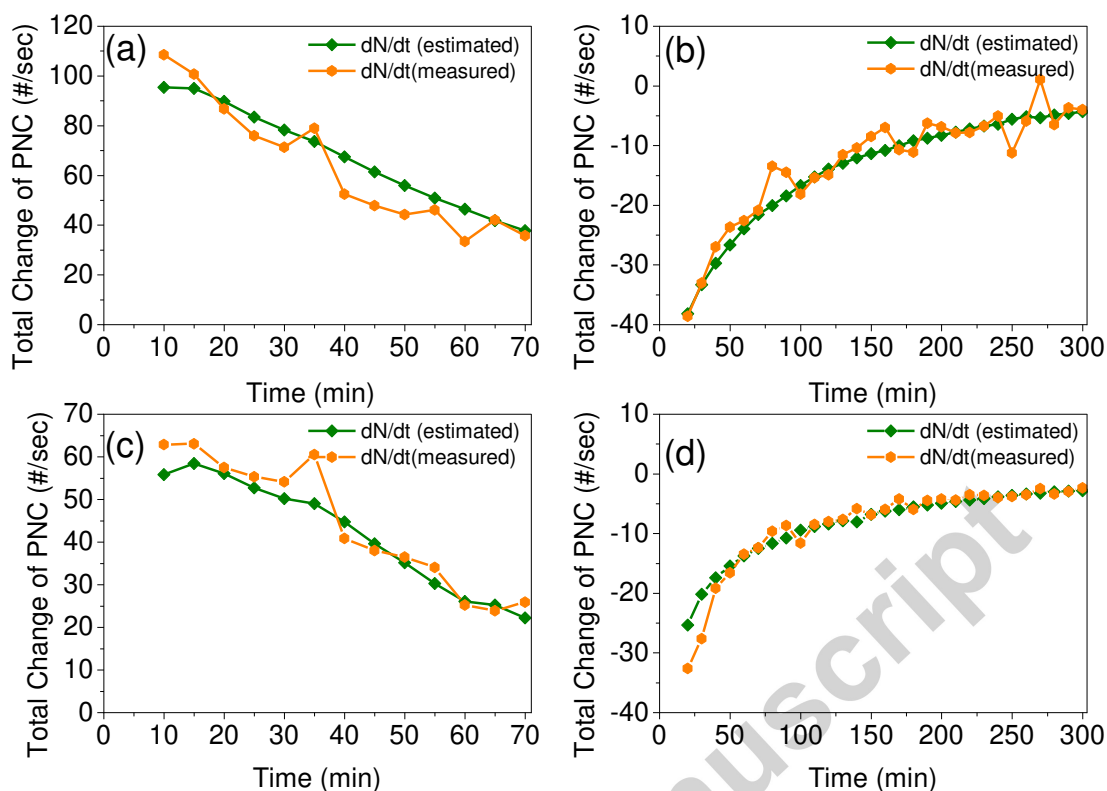 (a)
dN/dt (estimated)
dN/dt(measured)
Total Change of PNC (#/sec)
120
100
80
60
40
20
0
0 10 20 30 40 50 60 70
Time (min)
(b)
dN/dt (estimated)
dN/dt(measured)
Total Change of PNC (#/sec)
10
0
-10
-20
-30
-40
0 50 100 150 200 250 300
Time (min)
(c)
dN/dt (estimated)
dN/dt(measured)
Total Change of PNC (#/sec)
70
60
50
40
30
20
10
0
0 10 20 30 40 50 60 70
Time (min)
(d)
dN/dt (estimated)
dN/dt(measured)
Total Change of PNC (#/sec)
10
0
-10
-20
-30
-40
0 50 100 150 200 250 300
Time (min)
nuscript